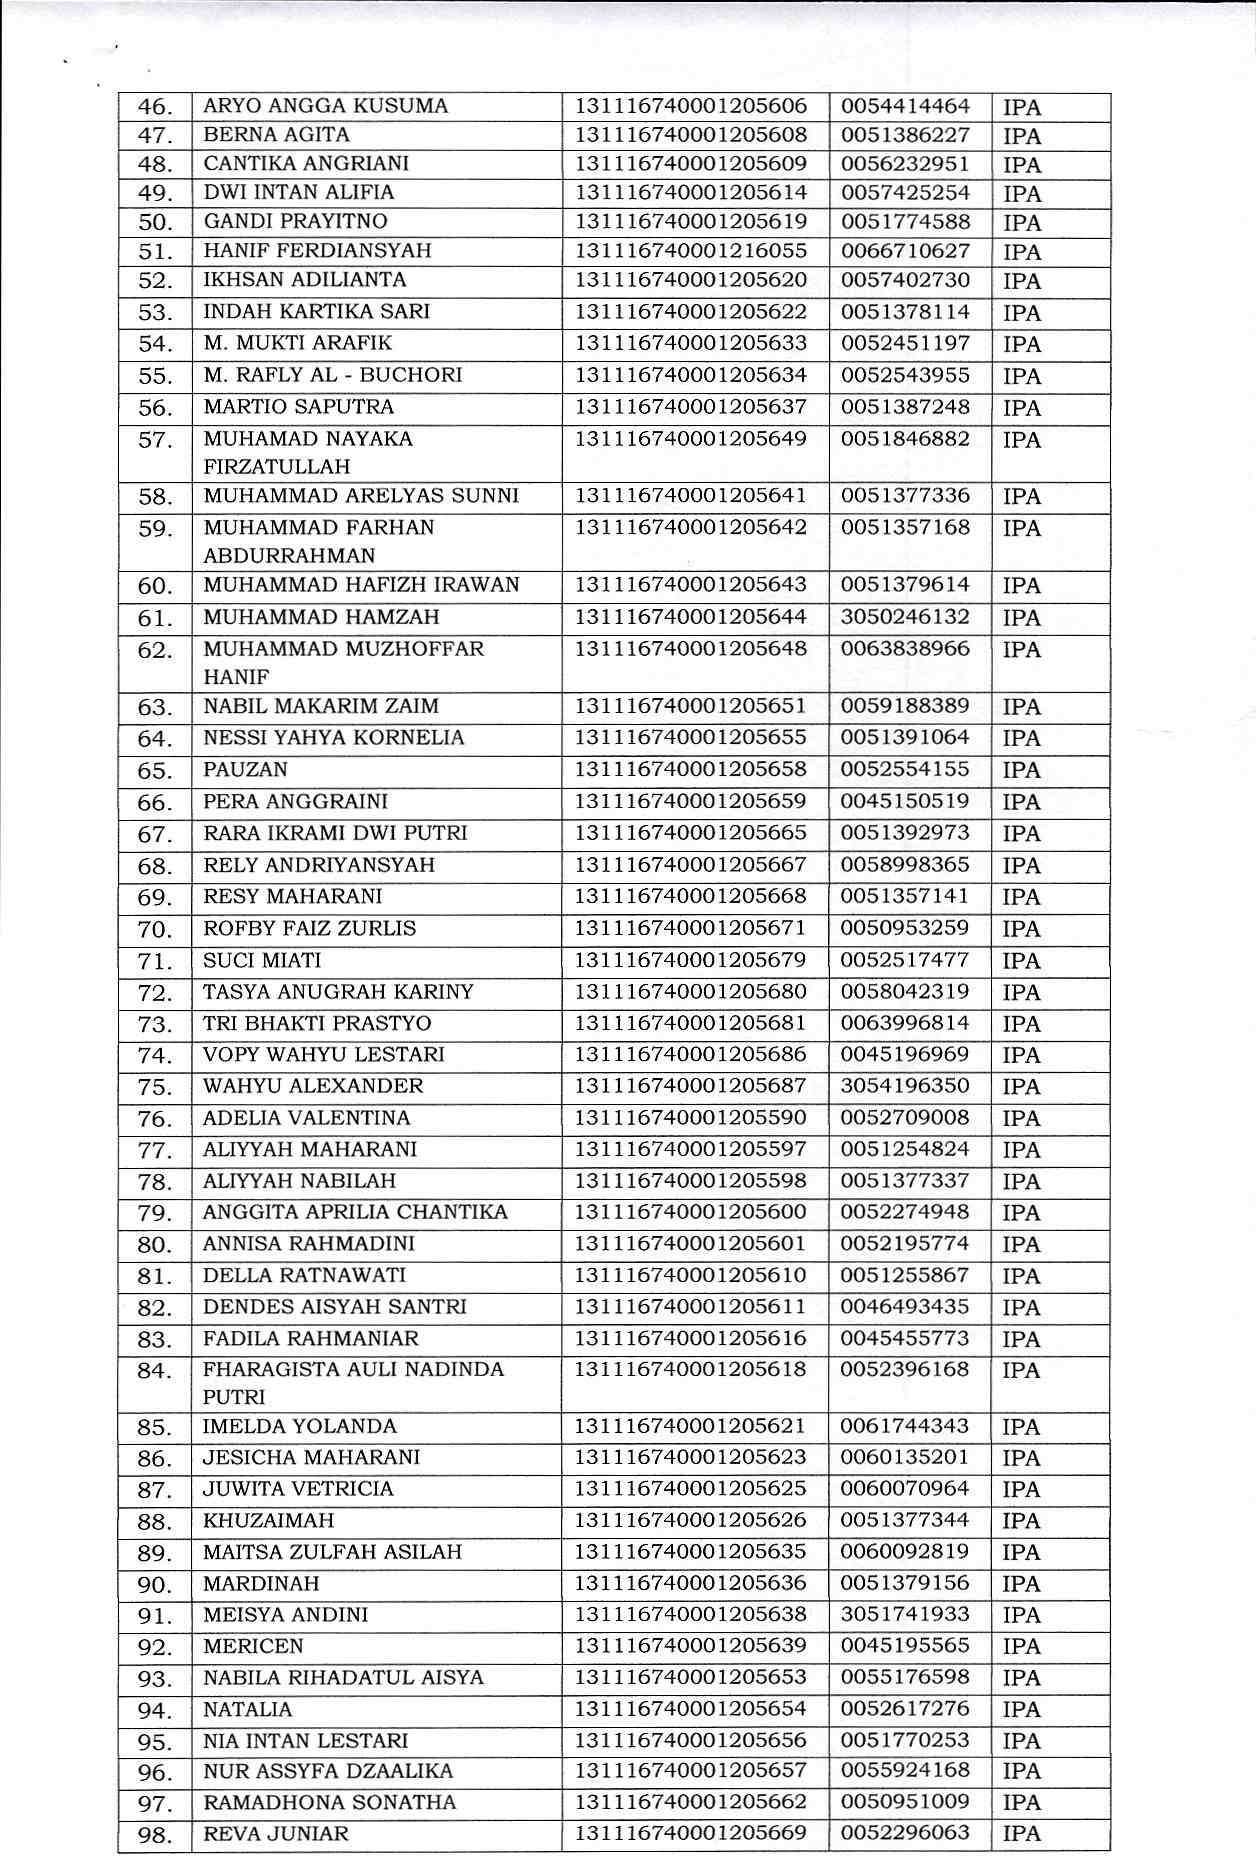 46. ARYO ANGGA KUSUMA 131116740001205606 0054414464 IPA
47. BERNA AGITA 131116740001205608 0051386227 IPA
48. CANTIKA ANGRIANI 131116740001205609 0056232951 IPA
49. DWI INTAN ALIFIA 131116740001205614 0057425254 IPA
50. GANDI PRAYITNO 131116740001205619 0051774588 IPA
51. HANIF FERDIANSYAH 131116740001216055 0066710627 IPA
52. IKHSAN ADILIANTA 131116740001205620 0057402730 IPA
53. INDAH KARTIKA SARI 131116740001205622 0051378114 IPA
54. M. MUKTI ARAFIK 131116740001205633 0052451197 IPA
55. M. RAFLY AL - BUCHORI 131116740001205634 0052543955 IPA
56. MARTIO SAPUTRA 131116740001205637 0051387248 IPA
57. MUHAMAD NAYAKA 131116740001205649 0051846882 IPA
FIRZATULLAH
58. MUHAMMAD ARELYAS SUNNI 131116740001205641 0051377336 IPA
59. MUHAMMAD FARHAN 131116740001205642 0051357168 IPA
ABDURRAHMAN
60. MUHAMMAD HAFIZH IRAWAN 131116740001205643 0051379614 IPA
61. MUHAMMAD HAMZAH 131116740001205644 3050246132 IPA
62. MUHAMMAD MUZHOFFAR 131116740001205648 0063838966 IPA
HANIF
63. NABIL MAKARIM ZAIM 131116740001205651 0059188389 IPA
64. NESSI YAHYA KORNELIA 131116740001205655 0051391064 IPA
65. PAUZAN 131116740001205658 0052554155 IPA
66. PERA ANGGRAINI 131116740001205659 0045150519 IPA
67. RARA IKRAMI DWI PUTRI 131116740001205665 0051392973 IPA
68. RELY ANDRIYANSYAH 131116740001205667 0058998365 IPA
69. RESY MAHARANI 131116740001205668 0051357141 IPA
70. ROFBY FAIZ ZURLIS 131116740001205671 0050953259 IPA
71. SUCI MIATI 131116740001205679 0052517477 IPA
72. TASYA ANUGRAH KARINY 131116740001205680 0058042319 IPA
73. TRI BHAKTI PRASTYO 131116740001205681 0063996814 IPA
74. VOPY WAHYU LESTARI 131116740001205686 0045196969 IPA
75. WAHYU ALEXANDER 131116740001205687 3054196350 IPA
76. ADELIA VALENTINA 131116740001205590 0052709008 IPA
77. ALIYYAH MAHARANI 131116740001205597 0051254824 IPA
78. ALIYYAH NABILAH 131116740001205598 0051377337 IPA
79. ANGGITA APRILIA CHANTIKA 131116740001205600 0052274948 IPA
80. ANNISA RAHMADINI 131116740001205601 0052195774 IPA
81. DELLA RATNAWATI 131116740001205610 0051255867 IPA
82. DENDES AISYAH SANTRI 131116740001205611 0046493435 IPA
83. FADILA RAHMANIAR 131116740001205616 0045455773 IPA
84. FHARAGISTA AULI NADINDA 131116740001205618 0052396168 IPA
PUTRI
85. IMELDA YOLANDA 131116740001205621 0061744343 IPA
86. JESICHA MAHARANI 131116740001205623 0060135201 IPA
87. JUWITA VETRICIA 131116740001205625 0060070964 IPA
88. KHUZAIMAH 131116740001205626 0051377344 IPA
89. MAITSA ZULFAH ASILAH 131116740001205635 0060092819 IPA
90. MARDINAH 131116740001205636 0051379156 IPA
91. MEISYA ANDINI 131116740001205638 3051741933 IPA
92. MERICEN 131116740001205639 0045195565 IPA
93. NABILA RIHADATUL AISYA 131116740001205653 0055176598 IPA
94. NATALIA 131116740001205654 0052617276 IPA
95. NIA INTAN LESTARI 131116740001205656 0051770253 IPA
96. NUR ASSYFA DZAALIKA 131116740001205657 0055924168 IPA
97. RAMADHONA SONATHA 131116740001205662 0050951009 IPA
98. REVA JUNIAR 131116740001205669 0052296063 IPA